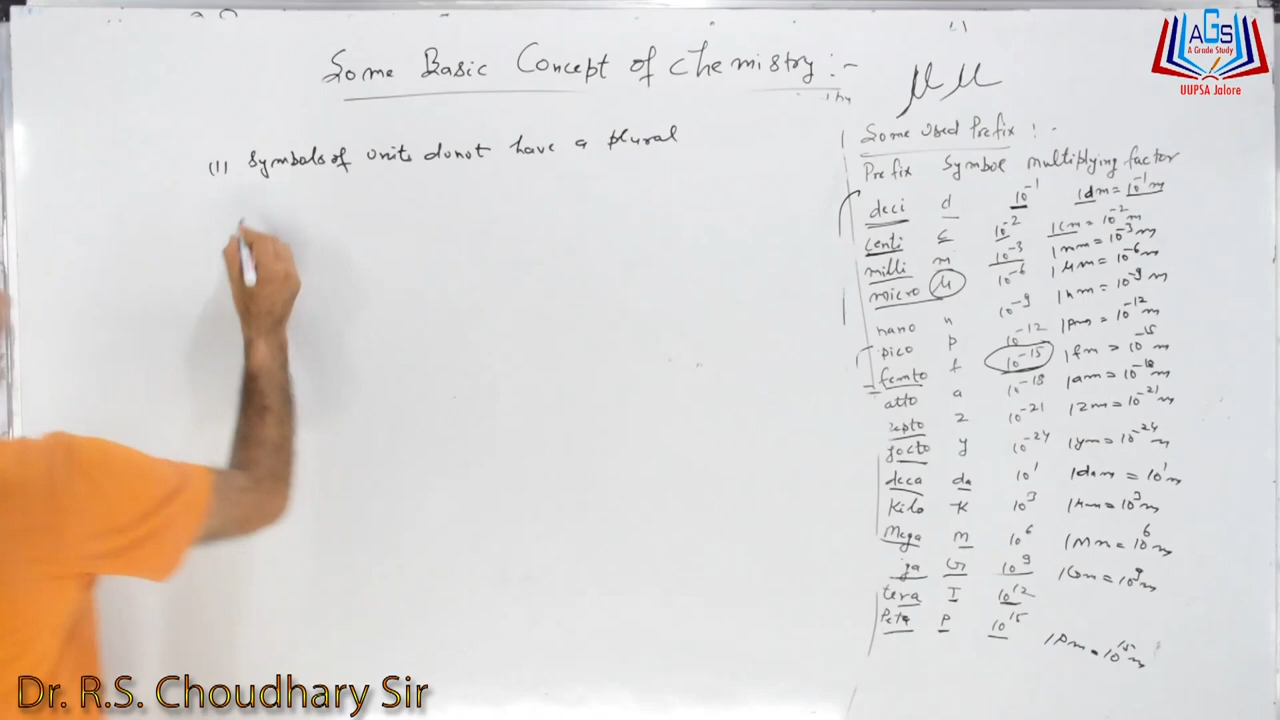 Some Basic Concept of chemistry :-
(1) Symbols of units donot have a plural
μ μ
Some Used Prefix :-
Prefix Symbol multiplying factor
deci d 10⁻¹ 1dm = 10⁻¹m
centi c 10⁻² 1cm = 10⁻²m
milli m 10⁻³ 1mm = 10⁻³m
micro μ 10⁻⁶ 1μm = 10⁻⁶m
nano n 10⁻⁹ 1nm = 10⁻⁹m
pico p 10⁻¹² 1pm = 10⁻¹²m
femto f 10⁻¹⁵ 1fm = 10⁻¹⁵m
atto a 10⁻¹⁸ 1am = 10⁻¹⁸m
zepto z 10⁻²¹ 1zm = 10⁻²¹m
yocto y 10⁻²⁴ 1ym = 10⁻²⁴m
deca da 10¹ 1dam = 10¹m
Kilo K 10³ 1km = 10³m
Mega M 10⁶ 1Mm = 10⁶m
ga G 10⁹ 1Gm = 10⁹m
tera T 10¹²
Peta P 10¹⁵ 1Pm = 10¹⁵m
AGS
A Grade Study
UUPSA Jalore
Dr. R.S. Choudhary Sir